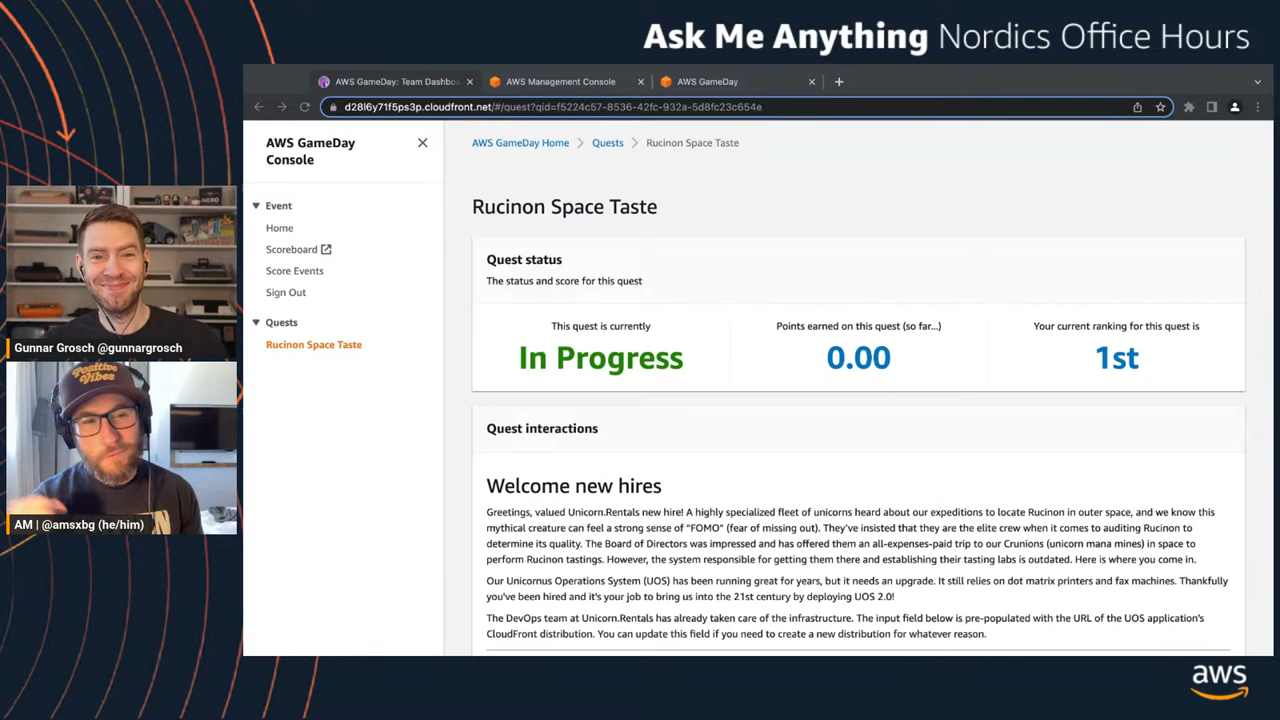 Ask Me Anything Nordics Office Hours
AWS GameDay: Team Dashbo
AWS Management Console
AWS GameDay
d28l6y71f5ps3p.cloudfront.net/#/quest?qid=f5224c57-8536-42fc-932a-5d8fc23c654e
AWS GameDay
Console
Event
Home
Scoreboard
Score Events
Sign Out
Quests
Rucinon Space Taste
AWS GameDay Home
Quests
Rucinon Space Taste
Rucinon Space Taste
Quest status
The status and score for this quest
This quest is currently
In Progress
Points earned on this quest (so far...)
0.00
Your current ranking for this quest is
1st
Quest interactions
Welcome new hires
Greetings, valued Unicorn.Rentals new hire! A highly specialized fleet of unicorns heard about our expeditions to locate Rucinon in outer space, and we know this
mythical creature can feel a strong sense of "FOMO" (fear of missing out). They've insisted that they are the elite crew when it comes to auditing Rucinon to
determine its quality. The Board of Directors was impressed and has offered them an all-expenses-paid trip to our Crunions (unicorn mana mines) in space to
perform Rucinon tastings. However, the system responsible for getting them there and establishing their tasting labs is outdated. Here is where you come in.
Our Unicornus Operations System (UOS) has been running great for years, but it needs an upgrade. It still relies on dot matrix printers and fax machines. Thankfully
you've been hired and it's your job to bring us into the 21st century by deploying UOS 2.0!
The DevOps team at Unicorn.Rentals has already taken care of the infrastructure. The input field below is pre-populated with the URL of the UOS application's
CloudFront distribution. You can update this field if you need to create a new distribution for whatever reason.
HERO
Gunnar Grosch @gunnargrosch
Positive
Vibes
AM | @amsxbg (he/him)
aws